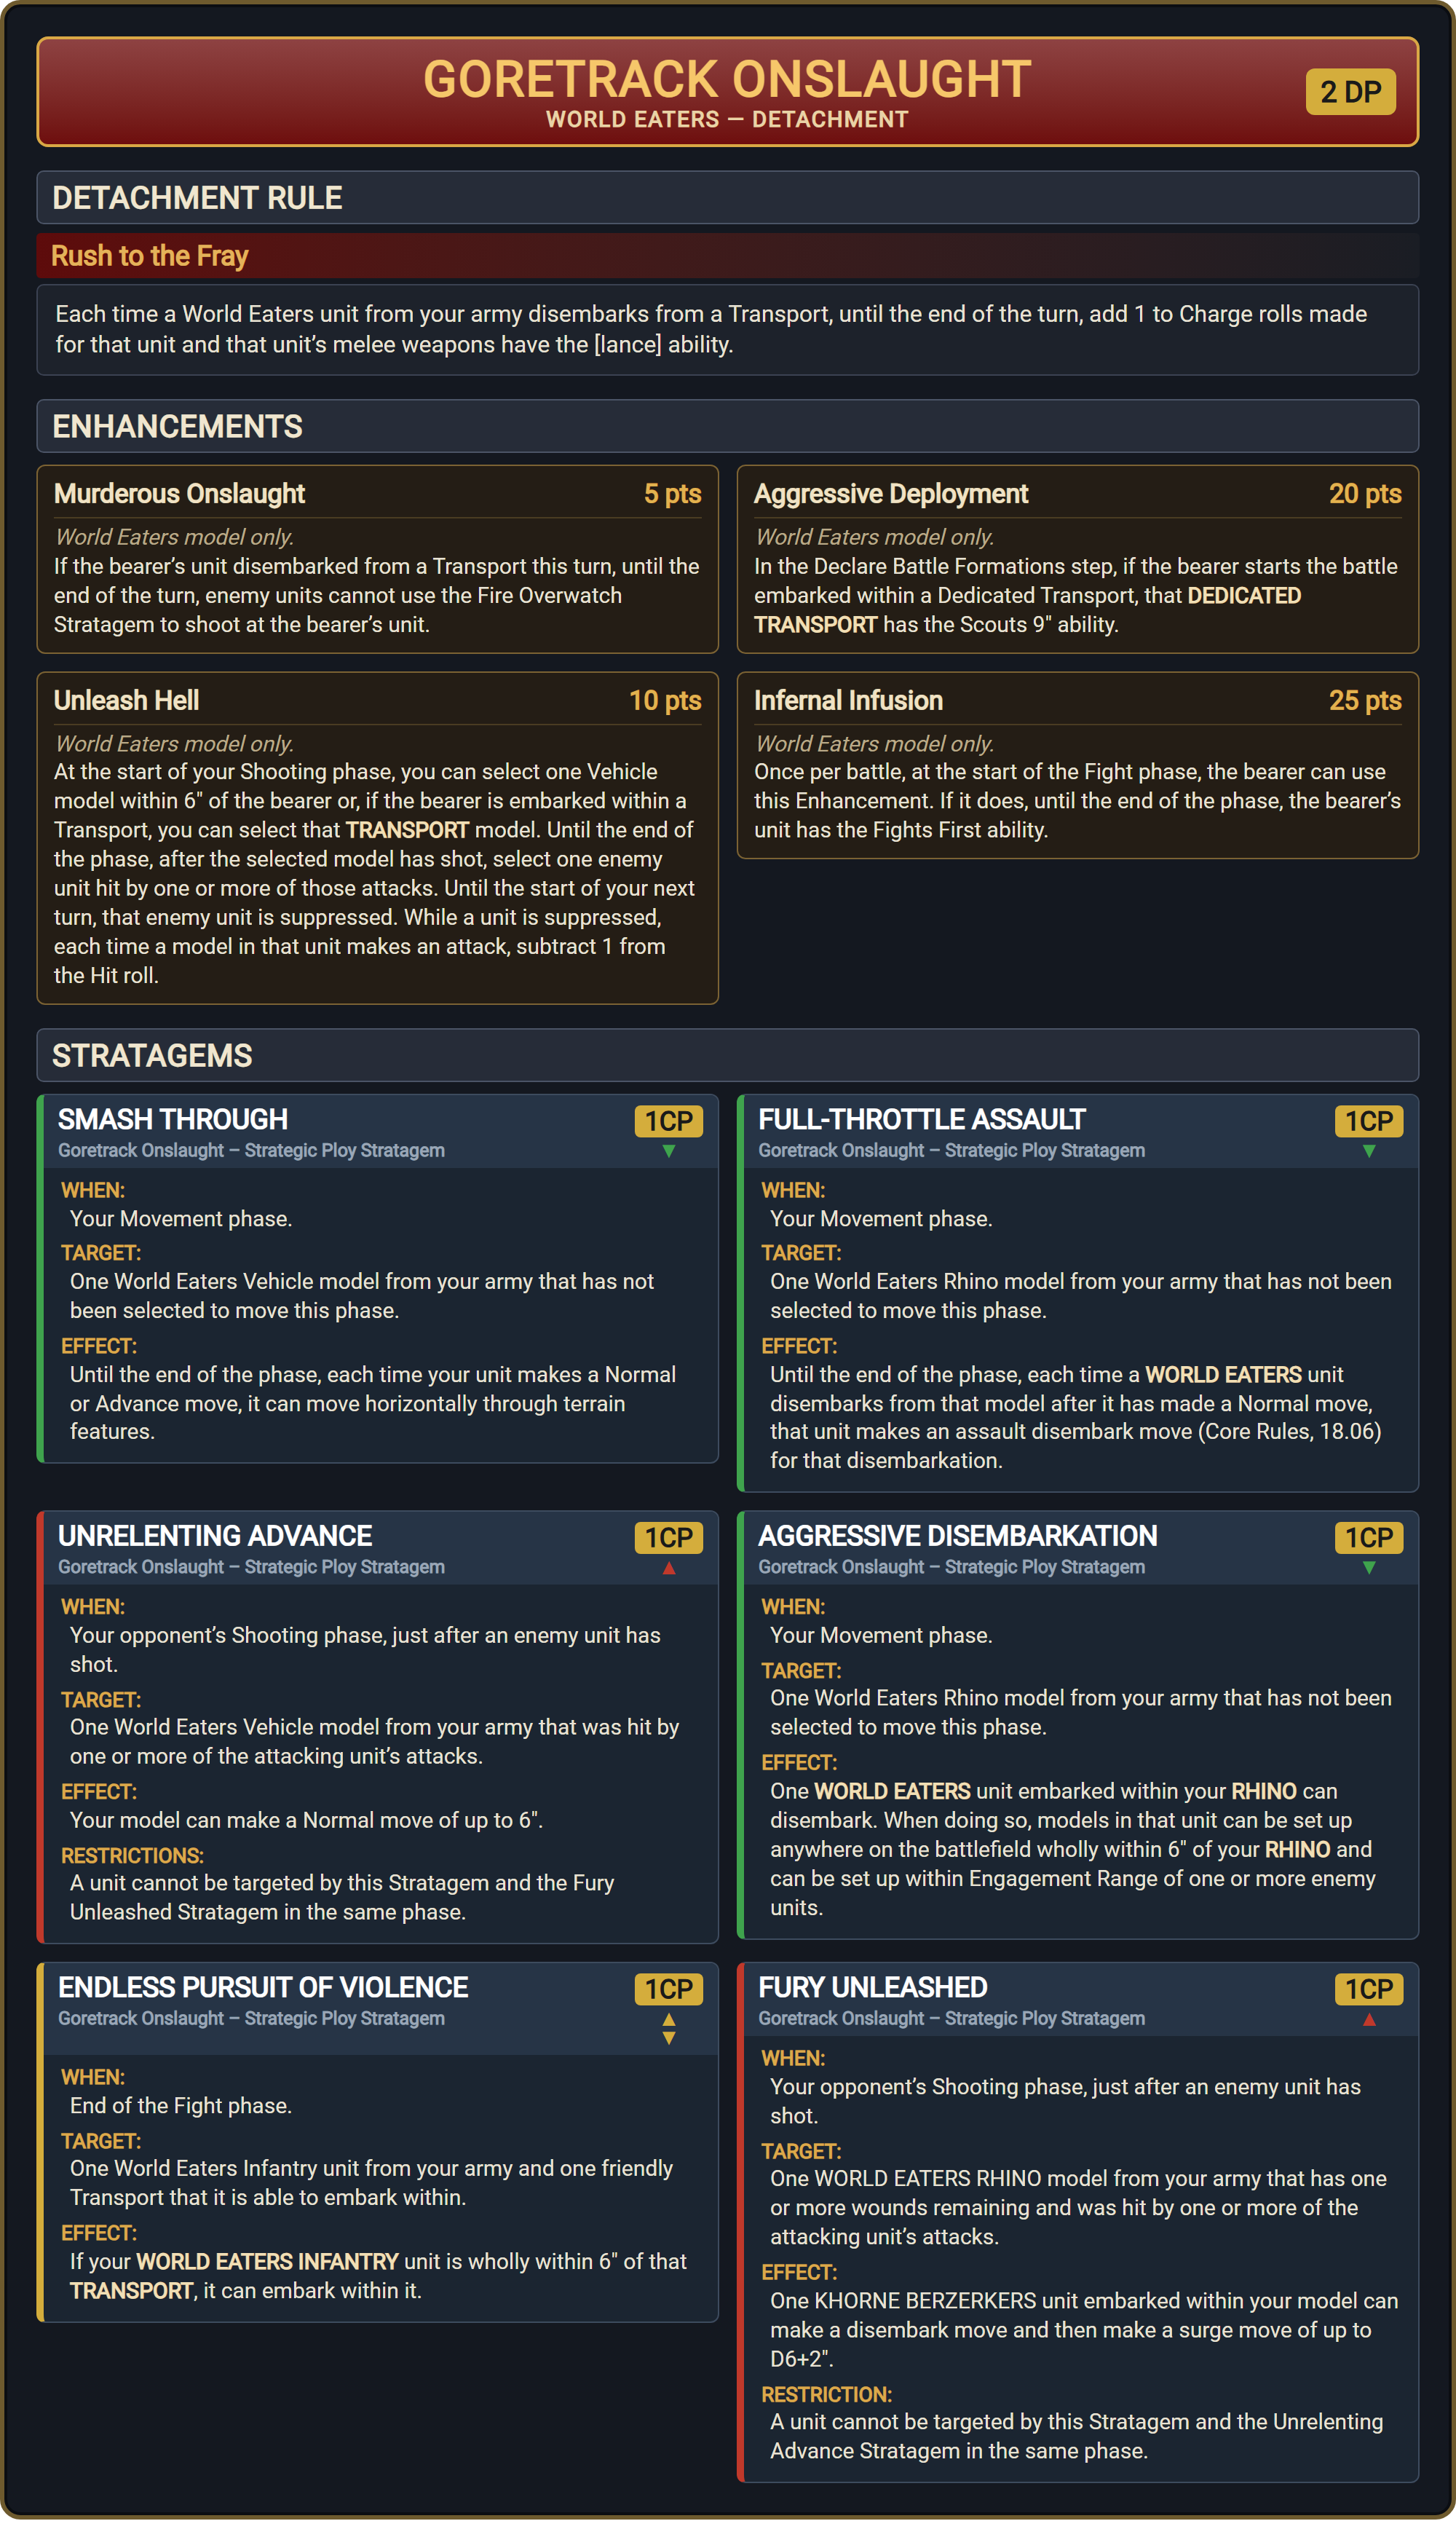 GORETRACK ONSLAUGHT
WORLD EATERS — DETACHMENT
2 DP
DETACHMENT RULE
Rush to the Fray
Each time a World Eaters unit from your army disembarks from a Transport, until the end of the turn, add 1 to Charge rolls made
for that unit and that unit’s melee weapons have the [lance] ability.
ENHANCEMENTS
Murderous Onslaught 5 pts
World Eaters model only.
If the bearer’s unit disembarked from a Transport this turn, until the
end of the turn, enemy units cannot use the Fire Overwatch
Stratagem to shoot at the bearer’s unit.
Aggressive Deployment 20 pts
World Eaters model only.
In the Declare Battle Formations step, if the bearer starts the battle
embarked within a Dedicated Transport, that DEDICATED
TRANSPORT has the Scouts 9" ability.
Unleash Hell 10 pts
World Eaters model only.
At the start of your Shooting phase, you can select one Vehicle
model within 6" of the bearer or, if the bearer is embarked within a
Transport, you can select that TRANSPORT model. Until the end of
the phase, after the selected model has shot, select one enemy
unit hit by one or more of those attacks. Until the start of your next
turn, that enemy unit is suppressed. While a unit is suppressed,
each time a model in that unit makes an attack, subtract 1 from
the Hit roll.
Infernal Infusion 25 pts
World Eaters model only.
Once per battle, at the start of the Fight phase, the bearer can use
this Enhancement. If it does, until the end of the phase, the bearer’s
unit has the Fights First ability.
STRATAGEMS
SMASH THROUGH 1CP
Goretrack Onslaught – Strategic Ploy Stratagem ▼
WHEN:
Your Movement phase.
TARGET:
One World Eaters Vehicle model from your army that has not
been selected to move this phase.
EFFECT:
Until the end of the phase, each time your unit makes a Normal
or Advance move, it can move horizontally through terrain
features.
FULL-THROTTLE ASSAULT 1CP
Goretrack Onslaught – Strategic Ploy Stratagem ▼
WHEN:
Your Movement phase.
TARGET:
One World Eaters Rhino model from your army that has not been
selected to move this phase.
EFFECT:
Until the end of the phase, each time a WORLD EATERS unit
disembarks from that model after it has made a Normal move,
that unit makes an assault disembark move (Core Rules, 18.06)
for that disembarkation.
UNRELENTING ADVANCE 1CP
Goretrack Onslaught – Strategic Ploy Stratagem ▲
WHEN:
Your opponent’s Shooting phase, just after an enemy unit has
shot.
TARGET:
One World Eaters Vehicle model from your army that was hit by
one or more of the attacking unit’s attacks.
EFFECT:
Your model can make a Normal move of up to 6".
RESTRICTIONS:
A unit cannot be targeted by this Stratagem and the Fury
Unleashed Stratagem in the same phase.
AGGRESSIVE DISEMBARKATION 1CP
Goretrack Onslaught – Strategic Ploy Stratagem ▼
WHEN:
Your Movement phase.
TARGET:
One World Eaters Rhino model from your army that has not been
selected to move this phase.
EFFECT:
One WORLD EATERS unit embarked within your RHINO can
disembark. When doing so, models in that unit can be set up
anywhere on the battlefield wholly within 6" of your RHINO and
can be set up within Engagement Range of one or more enemy
units.
ENDLESS PURSUIT OF VIOLENCE 1CP
Goretrack Onslaught – Strategic Ploy Stratagem ▲
▼
WHEN:
End of the Fight phase.
TARGET:
One World Eaters Infantry unit from your army and one friendly
Transport that it is able to embark within.
EFFECT:
If your WORLD EATERS INFANTRY unit is wholly within 6" of that
TRANSPORT, it can embark within it.
FURY UNLEASHED 1CP
Goretrack Onslaught – Strategic Ploy Stratagem ▲
WHEN:
Your opponent’s Shooting phase, just after an enemy unit has
shot.
TARGET:
One WORLD EATERS RHINO model from your army that has one
or more wounds remaining and was hit by one or more of the
attacking unit’s attacks.
EFFECT:
One KHORNE BERZERKERS unit embarked within your model can
make a disembark move and then make a surge move of up to
D6+2".
RESTRICTION:
A unit cannot be targeted by this Stratagem and the Unrelenting
Advance Stratagem in the same phase.